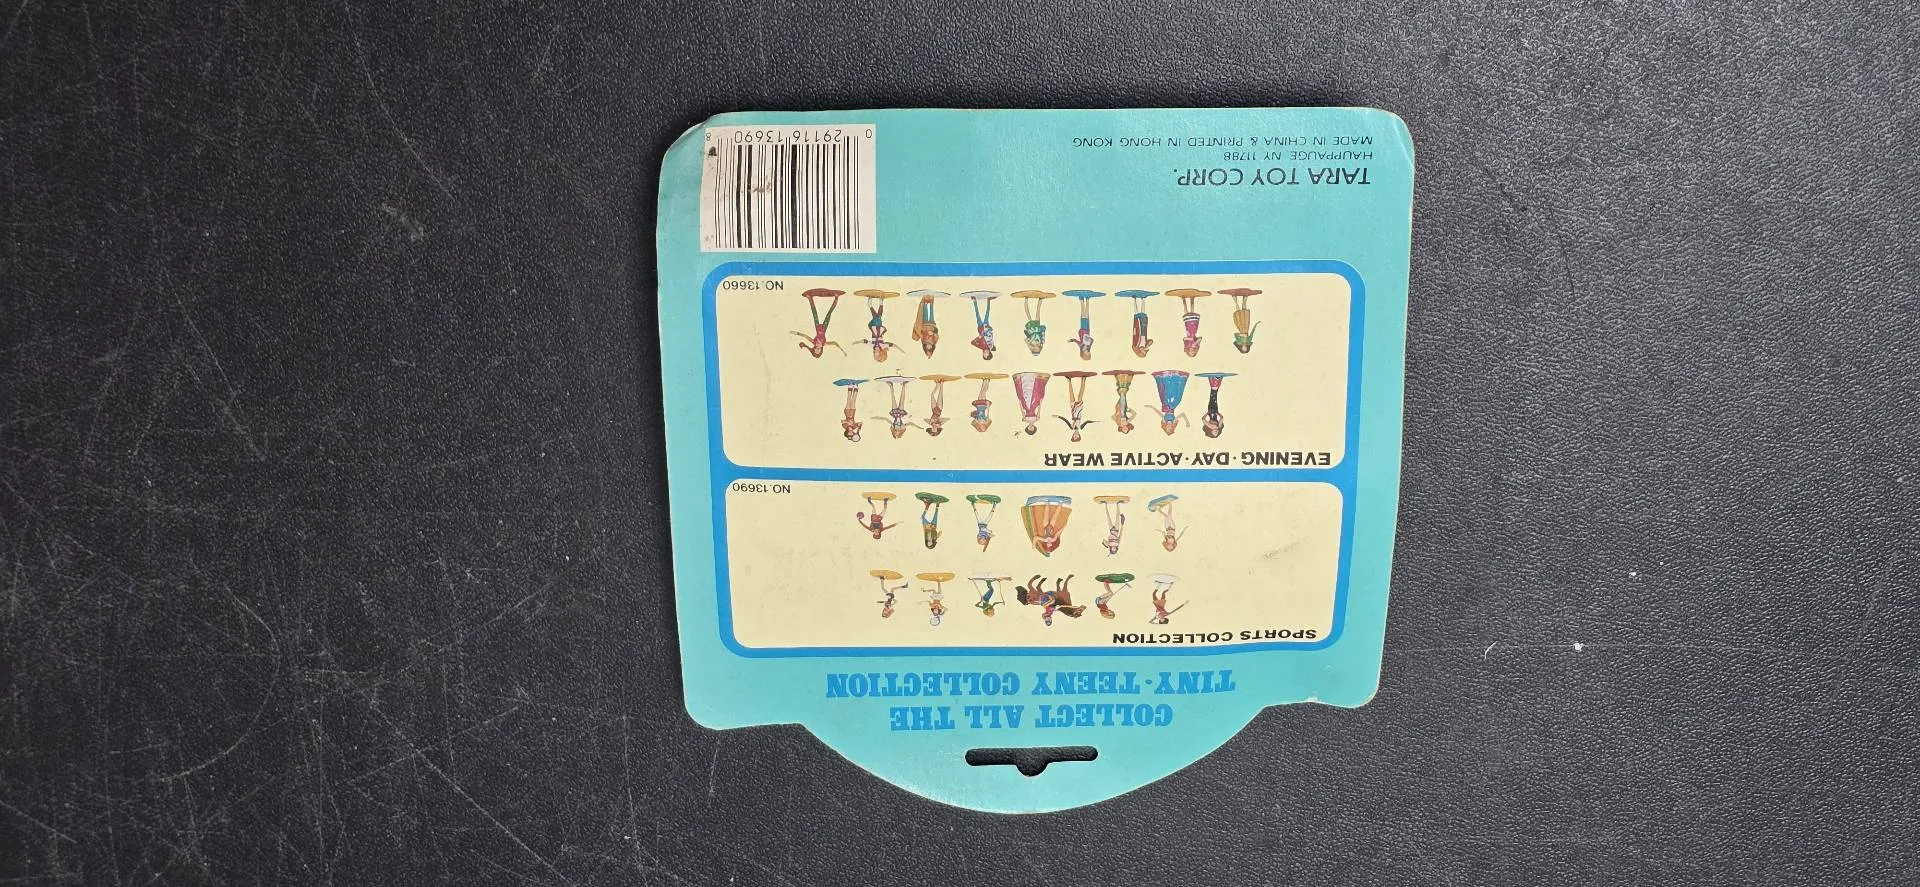 COLLECT ALL THE
TINY·TEENY COLLECTION
SPORTS COLLECTION
NO.13690
EVENING·DAY·ACTIVE WEAR
NO.13660
TARA TOY CORP.
HAUPPAUGE NY 11788
MADE IN CHINA & PRINTED IN HONG KONG
0 29116 13690 8